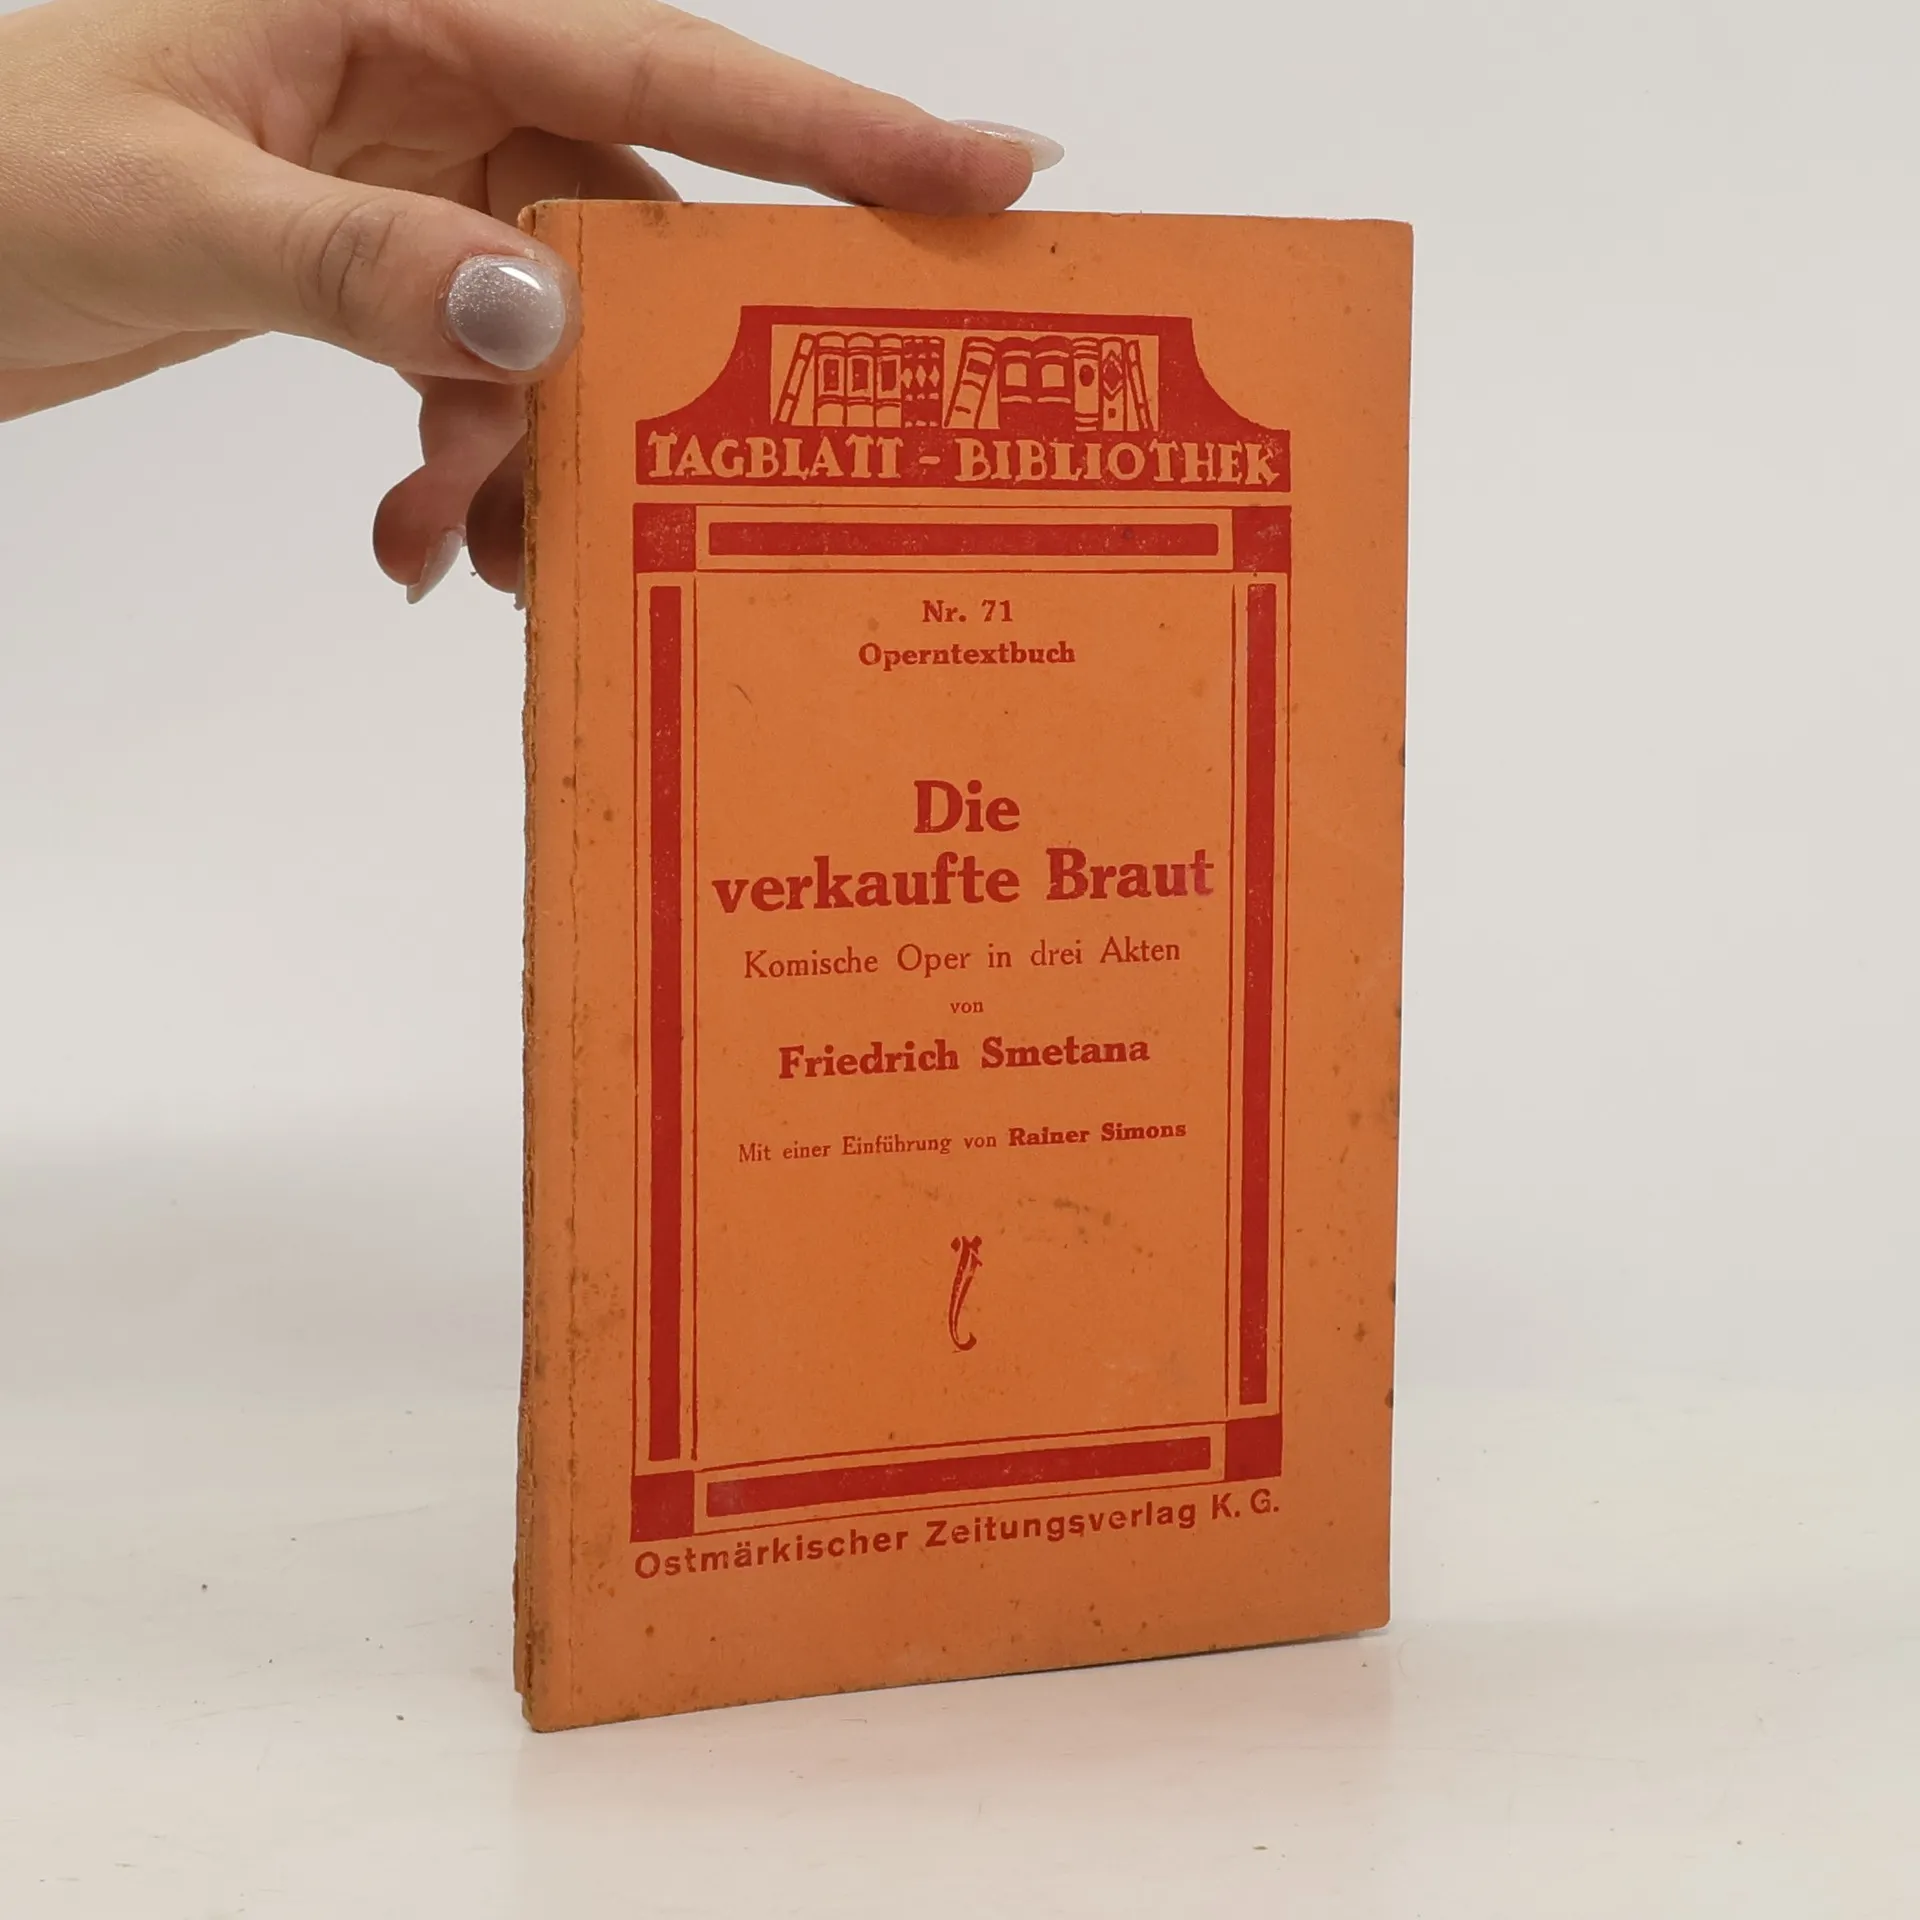 TAGBLATT - BIBLIOTHEK
Nr. 71
Operntextbuch
Die
verkaufte Braut
Komische Oper in drei Akten
von
Friedrich Smetana
Mit einer Einführung von Rainer Simons
Ostmärkischer Zeitungsverlag K. G.